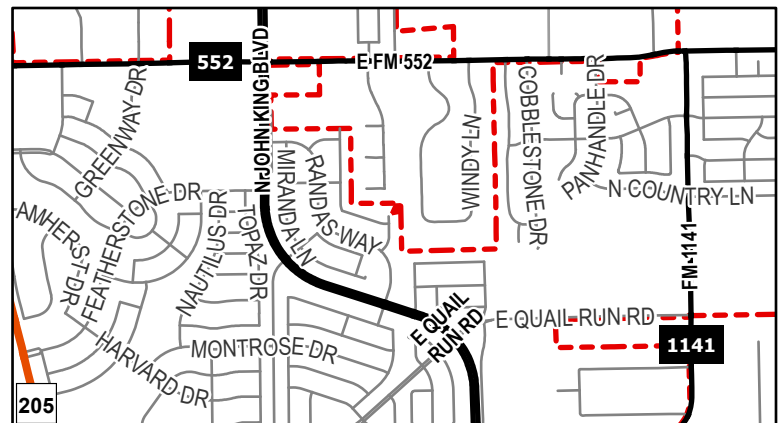 552
E FM 552
N JOHN KING BLVD
GREENWAY DR
COBBLESTONE DR
PANHANDLE DR
WINDY LN
N COUNTRY LN
MIRANDA LN
RANDAS WAY
FEATHERSTONE DR
AMHERST DR
NAUTILUS DR
TOPAZ DR
FM 1141
E QUAIL
RUN RD
E QUAIL RUN RD
MONTROSE DR
HARVARD DR
1141
205